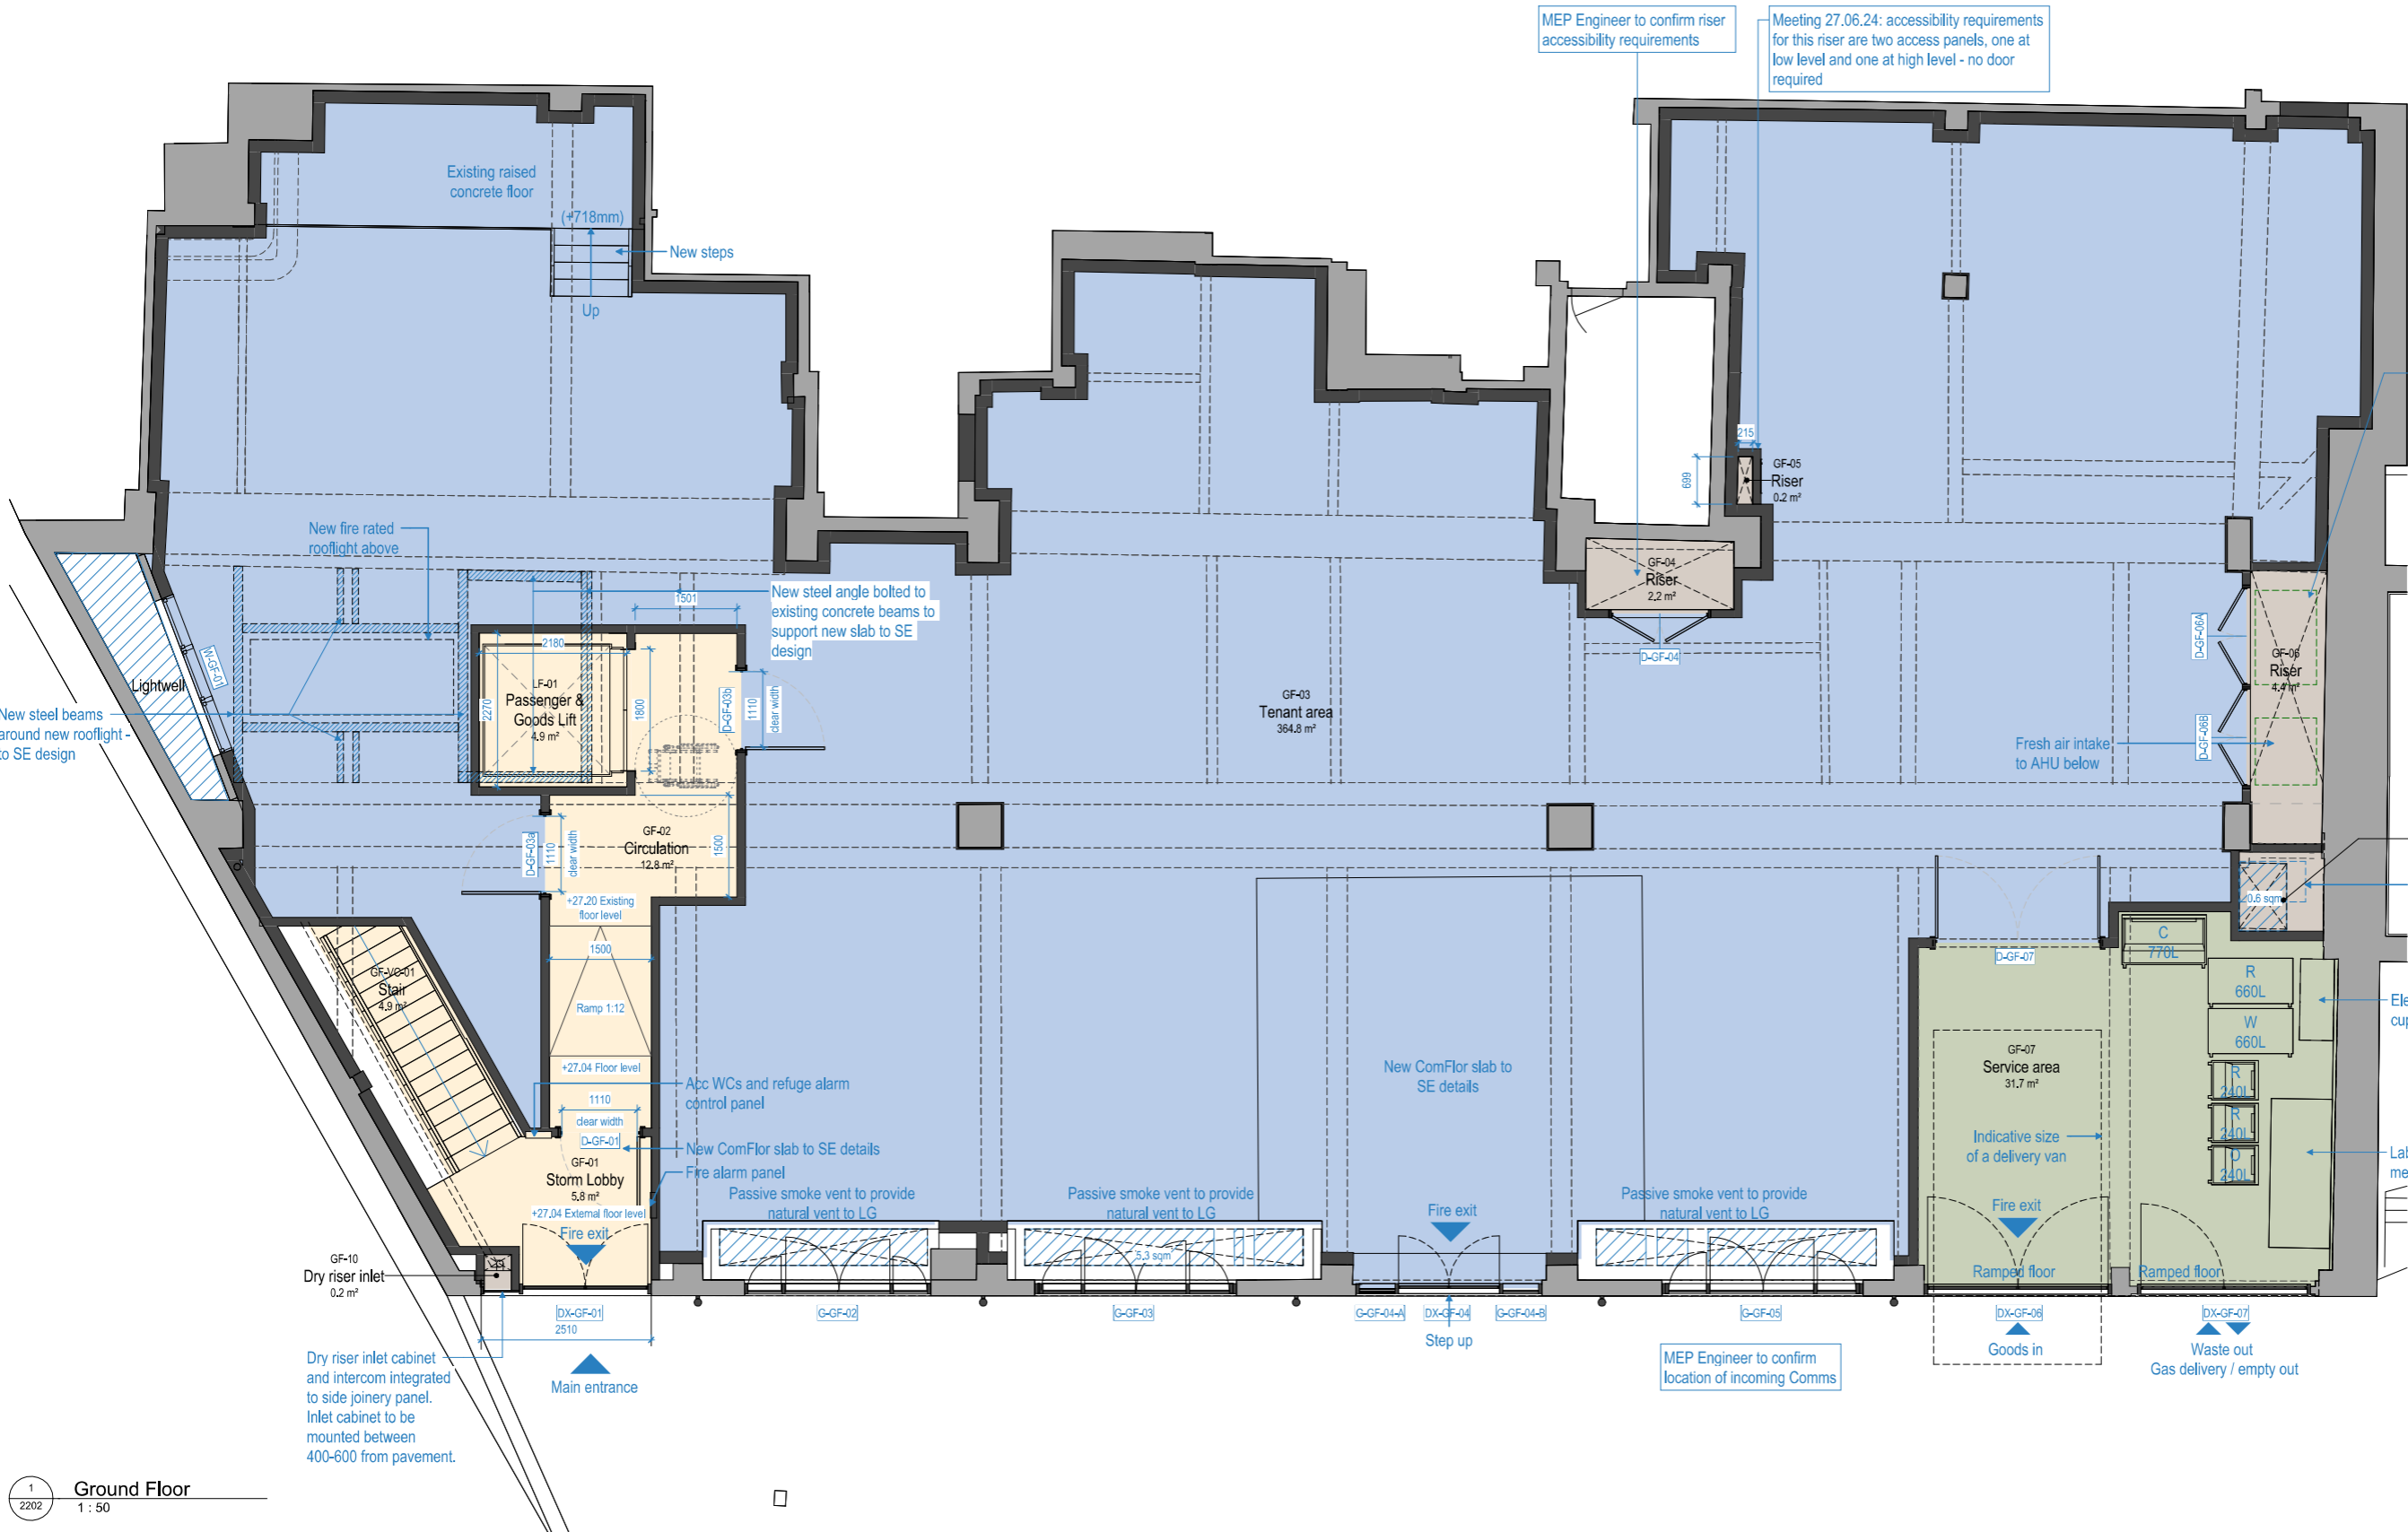 MEP Engineer to confirm riser
accessibility requirements
Meeting 27.06.24: accessibility requirements
for this riser are two access panels, one at
low level and one at high level - no door
required
Existing raised
concrete floor
(+718mm)
New steps
Up
215
699
GF-05
Riser
0.2 m²
New fire rated
rooflight above
New steel angle bolted to
existing concrete beams to
support new slab to SE
design
1501
GF-04
Riser
2.2 m²
D-GF-04
D-GF-06A
GF-06
Riser
4.4 m²
D-GF-06B
Fresh air intake
to AHU below
W-GF-01
Lightwell
New steel beams
around new rooflight -
to SE design
2180
2270
LF-01
Passenger &
Goods Lift
4.9 m²
1800
D-GF-03b
1110
clear width
GF-03
Tenant area
364.8 m²
D-GF-03a
1110
clear width
GF-02
Circulation
12.8 m²
1500
+27.20 Existing
floor level
1500
Ramp 1:12
+27.04 Floor level
GF-VC-01
Stair
4.9 m²
0.6 sqm
D-GF-07
C
770L
R
660L
W
660L
R
240L
R
240L
O
240L
GF-07
Service area
31.7 m²
Indicative size
of a delivery van
New ComFlor slab to
SE details
Acc WCs and refuge alarm
control panel
1110
clear width
D-GF-01
New ComFlor slab to SE details
Fire alarm panel
GF-01
Storm Lobby
5.8 m²
+27.04 External floor level
Fire exit
Passive smoke vent to provide
natural vent to LG
Passive smoke vent to provide
natural vent to LG
5.3 sqm
Fire exit
Passive smoke vent to provide
natural vent to LG
Fire exit
Ramped floor
Ramped floor
GF-10
Dry riser inlet
0.2 m²
DX-GF-01
2510
G-GF-02
G-GF-03
G-GF-04-A
DX-GF-04
G-GF-04-B
G-GF-05
DX-GF-06
DX-GF-07
Main entrance
Step up
MEP Engineer to confirm
location of incoming Comms
Goods in
Waste out
Gas delivery / empty out
Dry riser inlet cabinet
and intercom integrated
to side joinery panel.
Inlet cabinet to be
mounted between
400-600 from pavement.
1
2202
Ground Floor
1 : 50